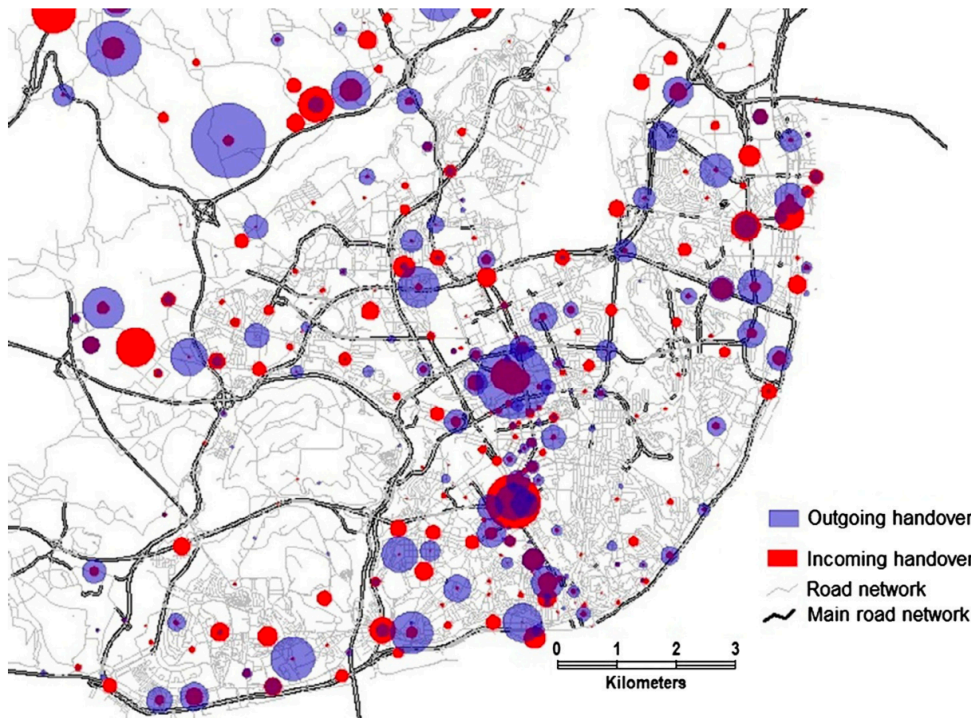 Outgoing handover
Incoming handover
Road network
Main road network
0 1 2 3
Kilometers